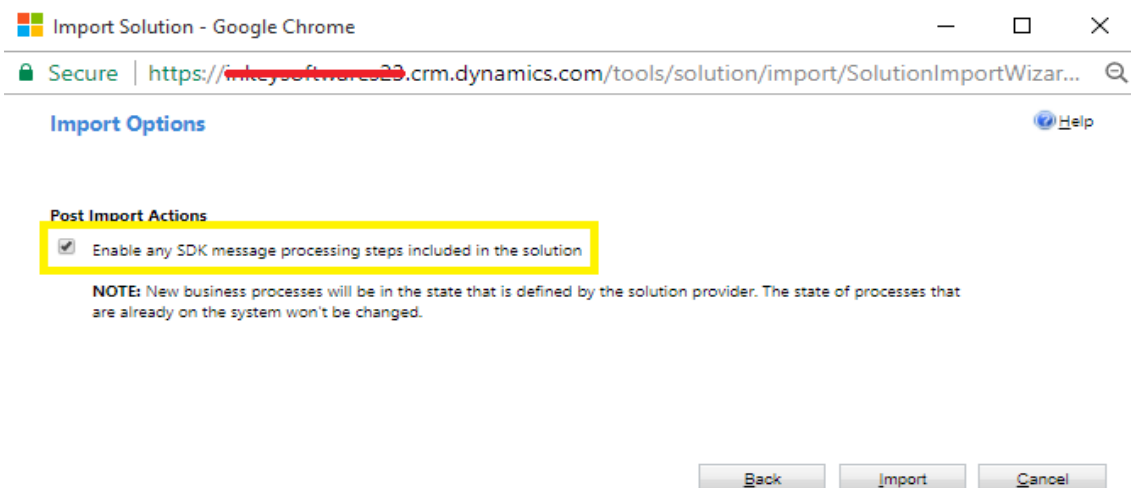 Import Solution - Google Chrome
Secure | https:// .crm.dynamics.com/tools/solution/import/SolutionImportWizar...
Import Options
Help
Post Import Actions
Enable any SDK message processing steps included in the solution
NOTE: New business processes will be in the state that is defined by the solution provider. The state of processes that
are already on the system won't be changed.
Back Import Cancel